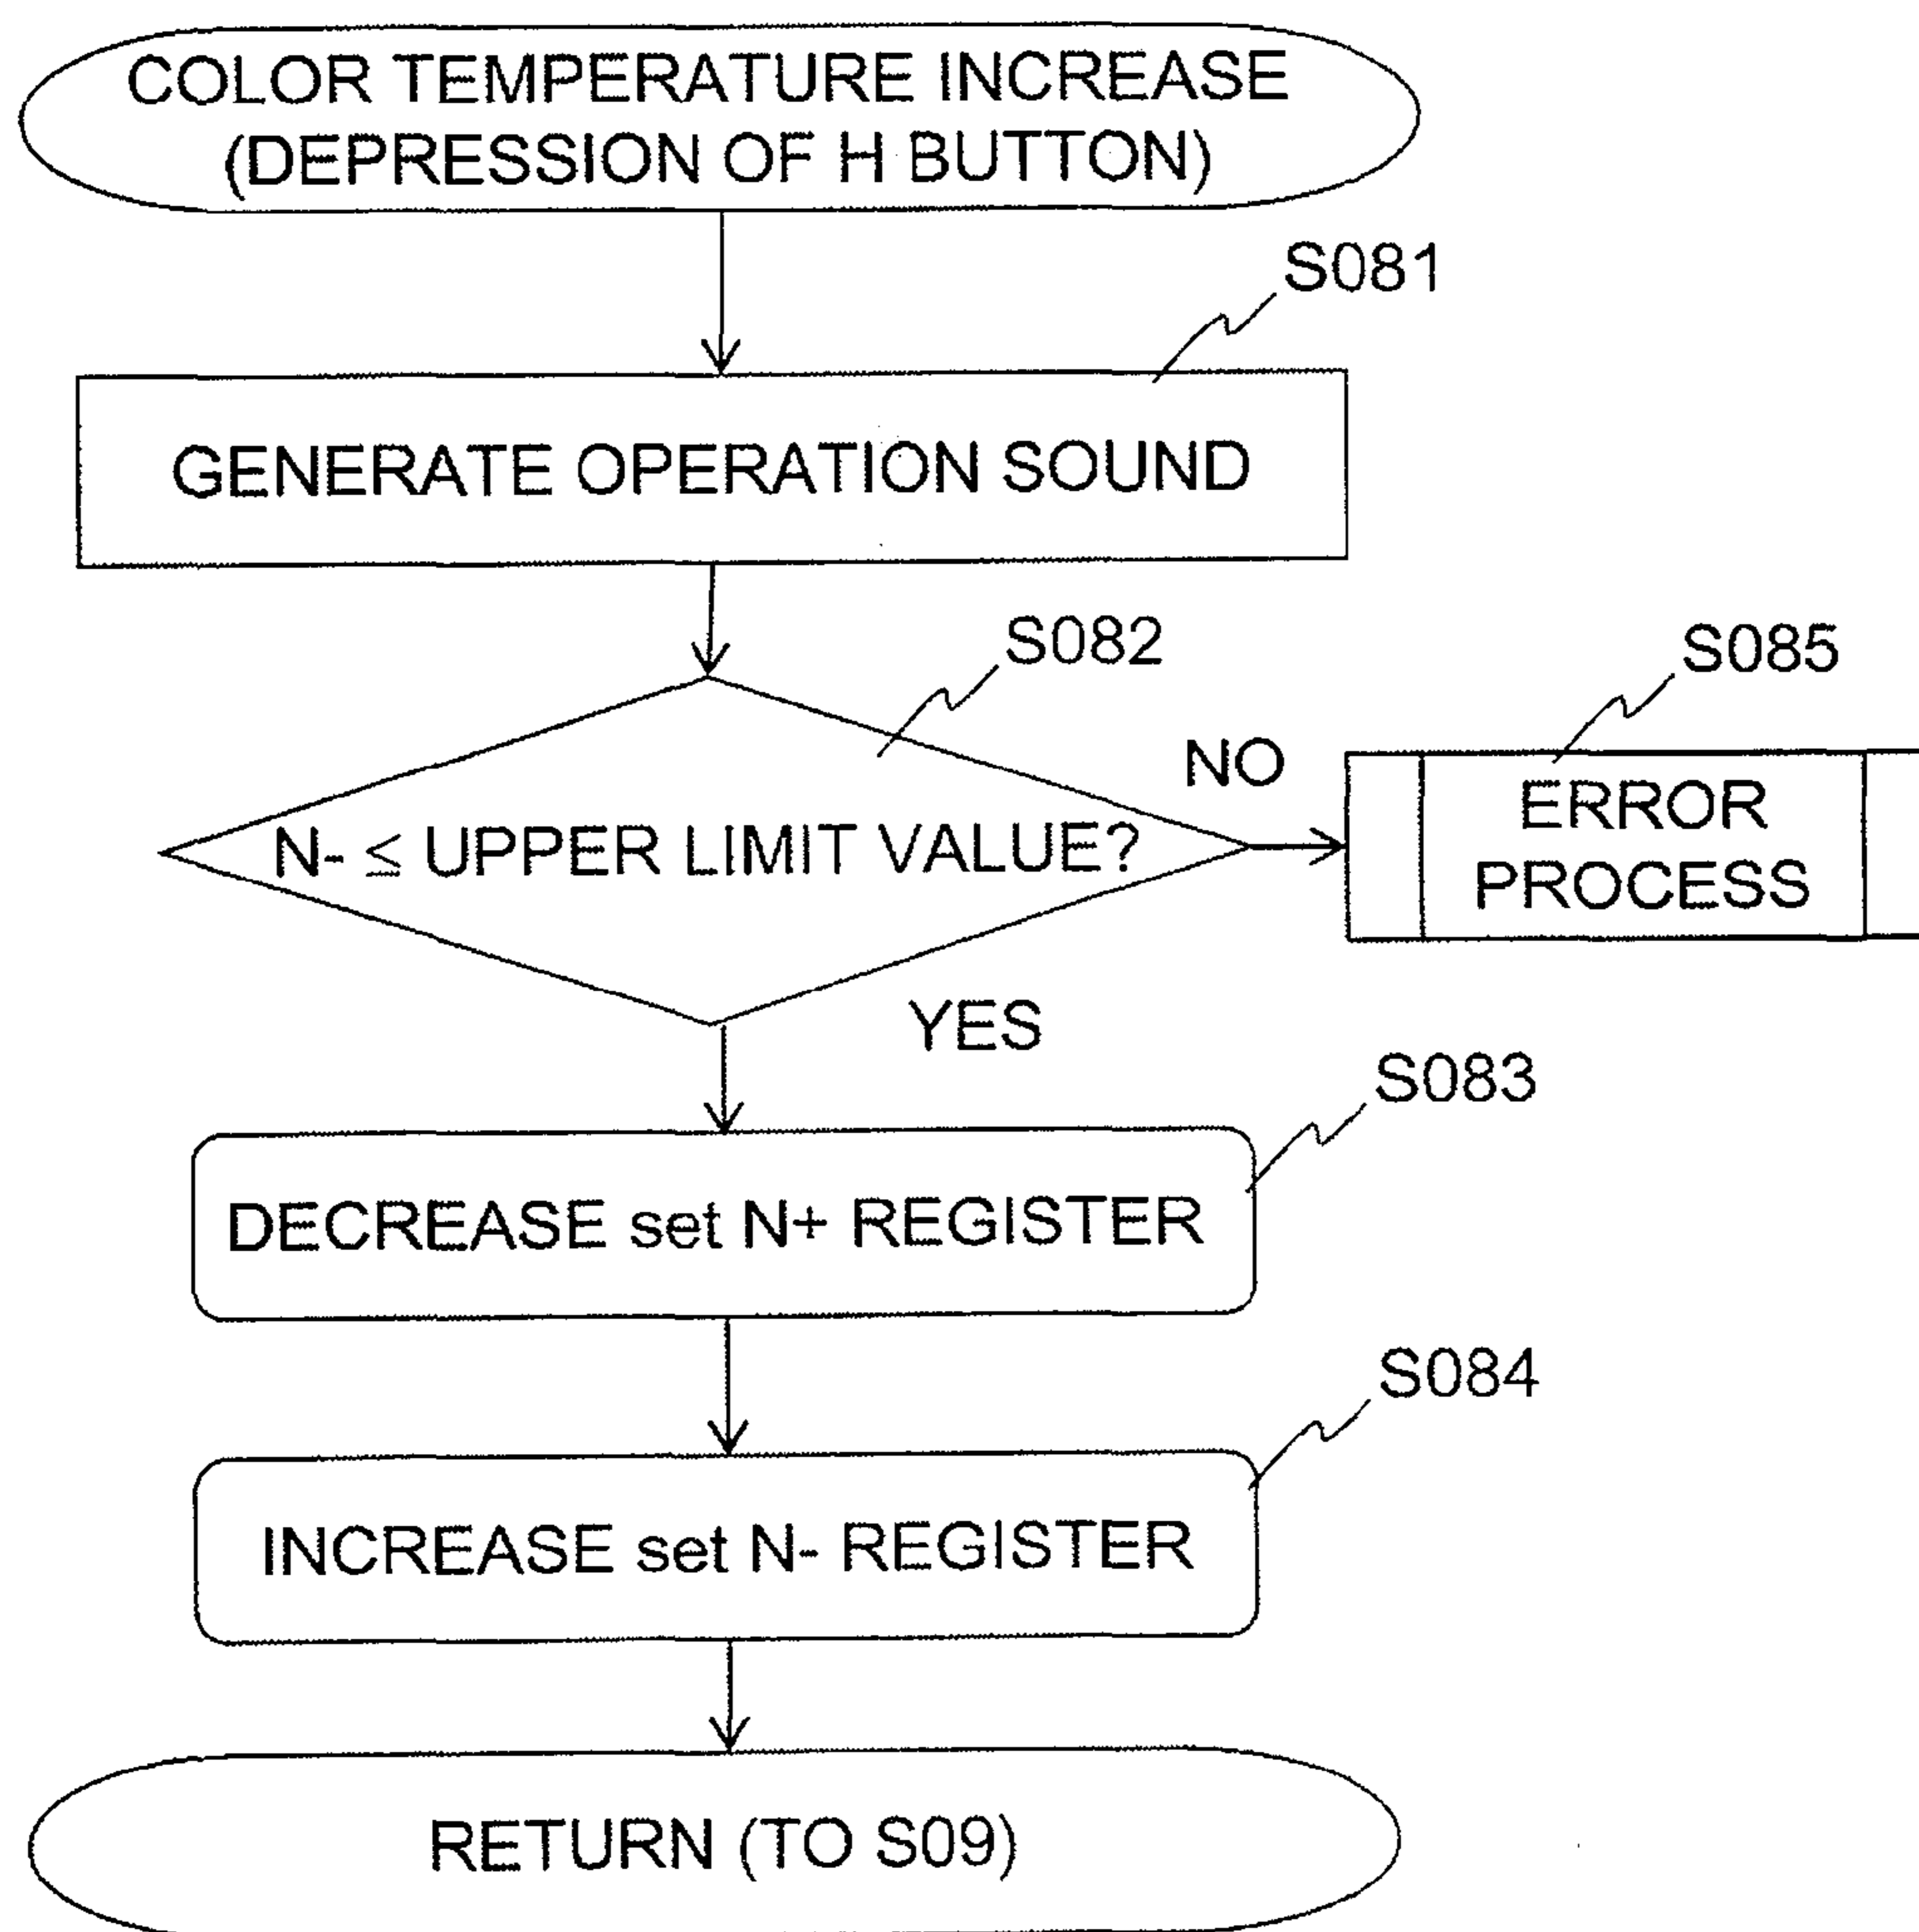 COLOR TEMPERATURE INCREASE
(DEPRESSION OF H BUTTON)
S081
GENERATE OPERATION SOUND
S082
S085
NO
N- ≤ UPPER LIMIT VALUE?
ERROR
PROCESS
YES
S083
DECREASE set N+ REGISTER
S084
INCREASE set N- REGISTER
RETURN (TO S09)